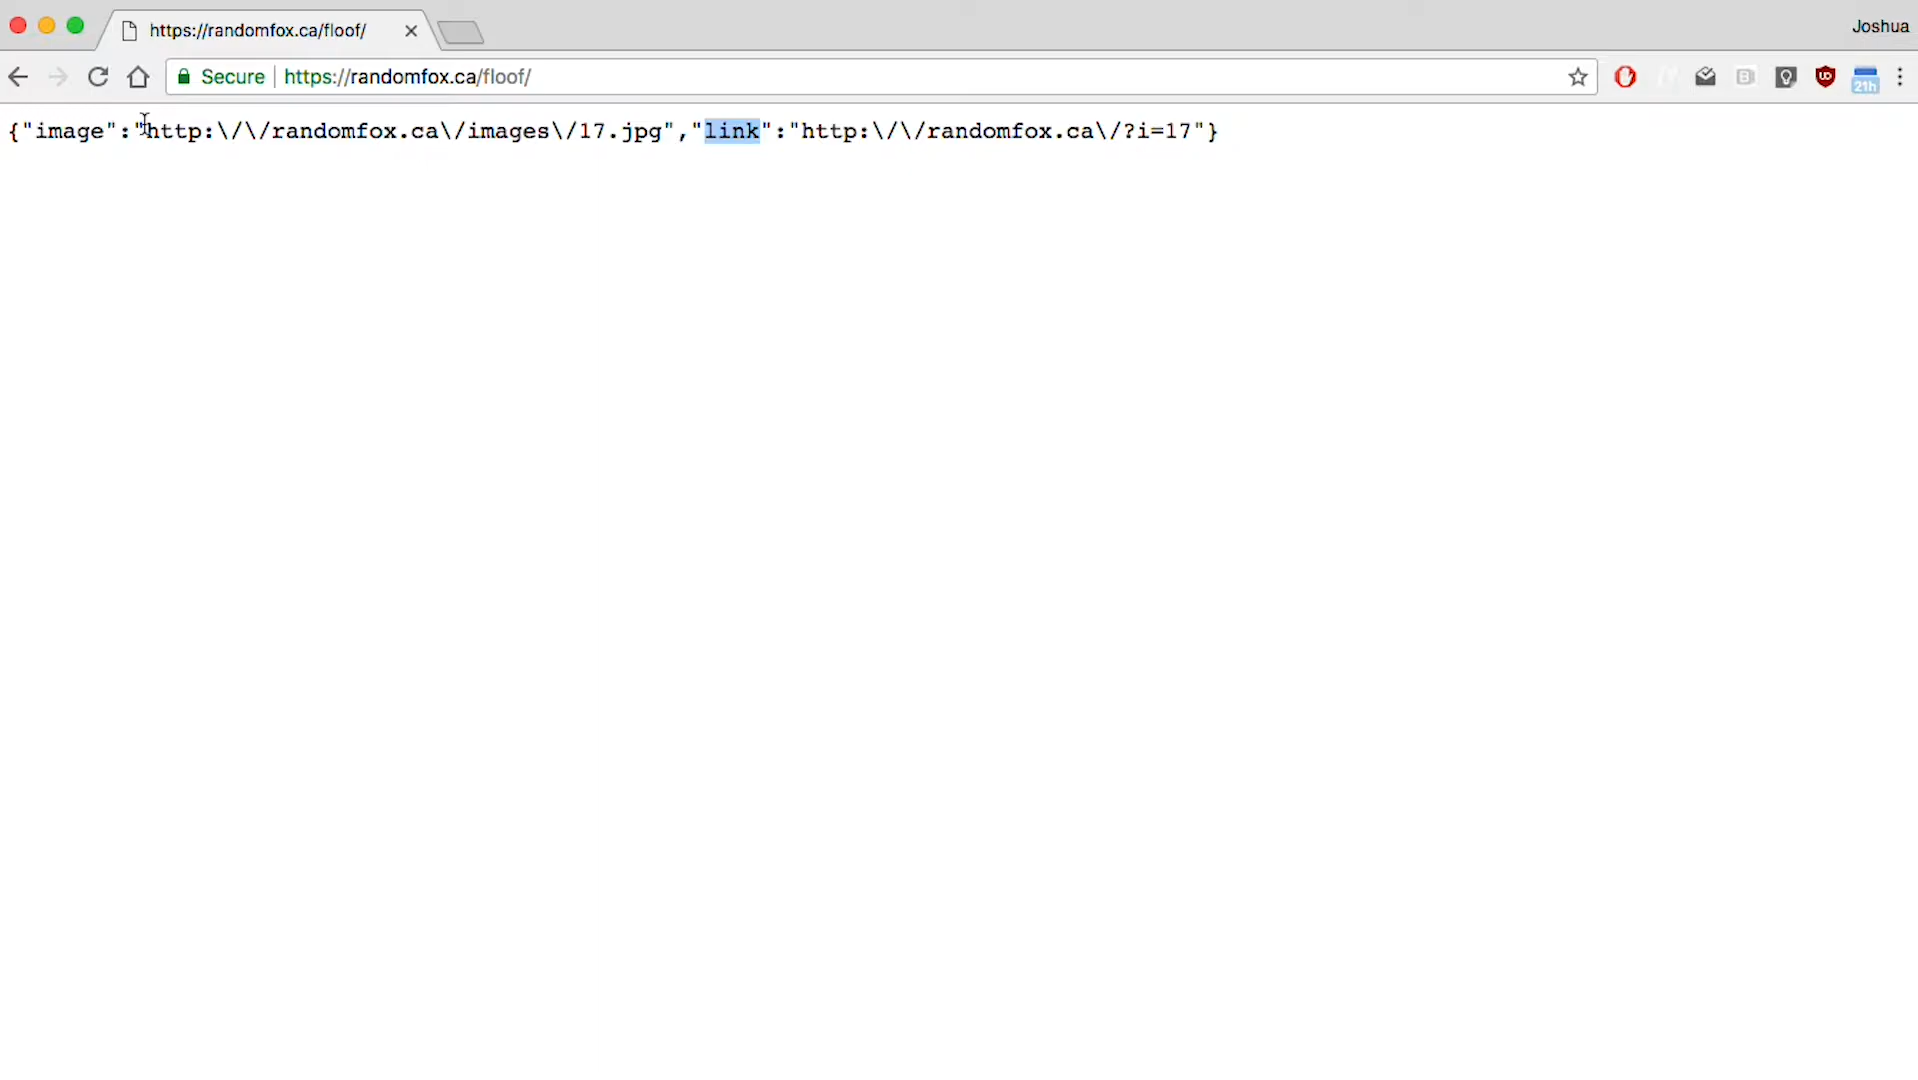 https://randomfox.ca/floof/
Joshua
Secure https://randomfox.ca/floof/
21h
{"image":"http:\/\/randomfox.ca\/images\/17.jpg","link":"http:\/\/randomfox.ca\/?i=17"}